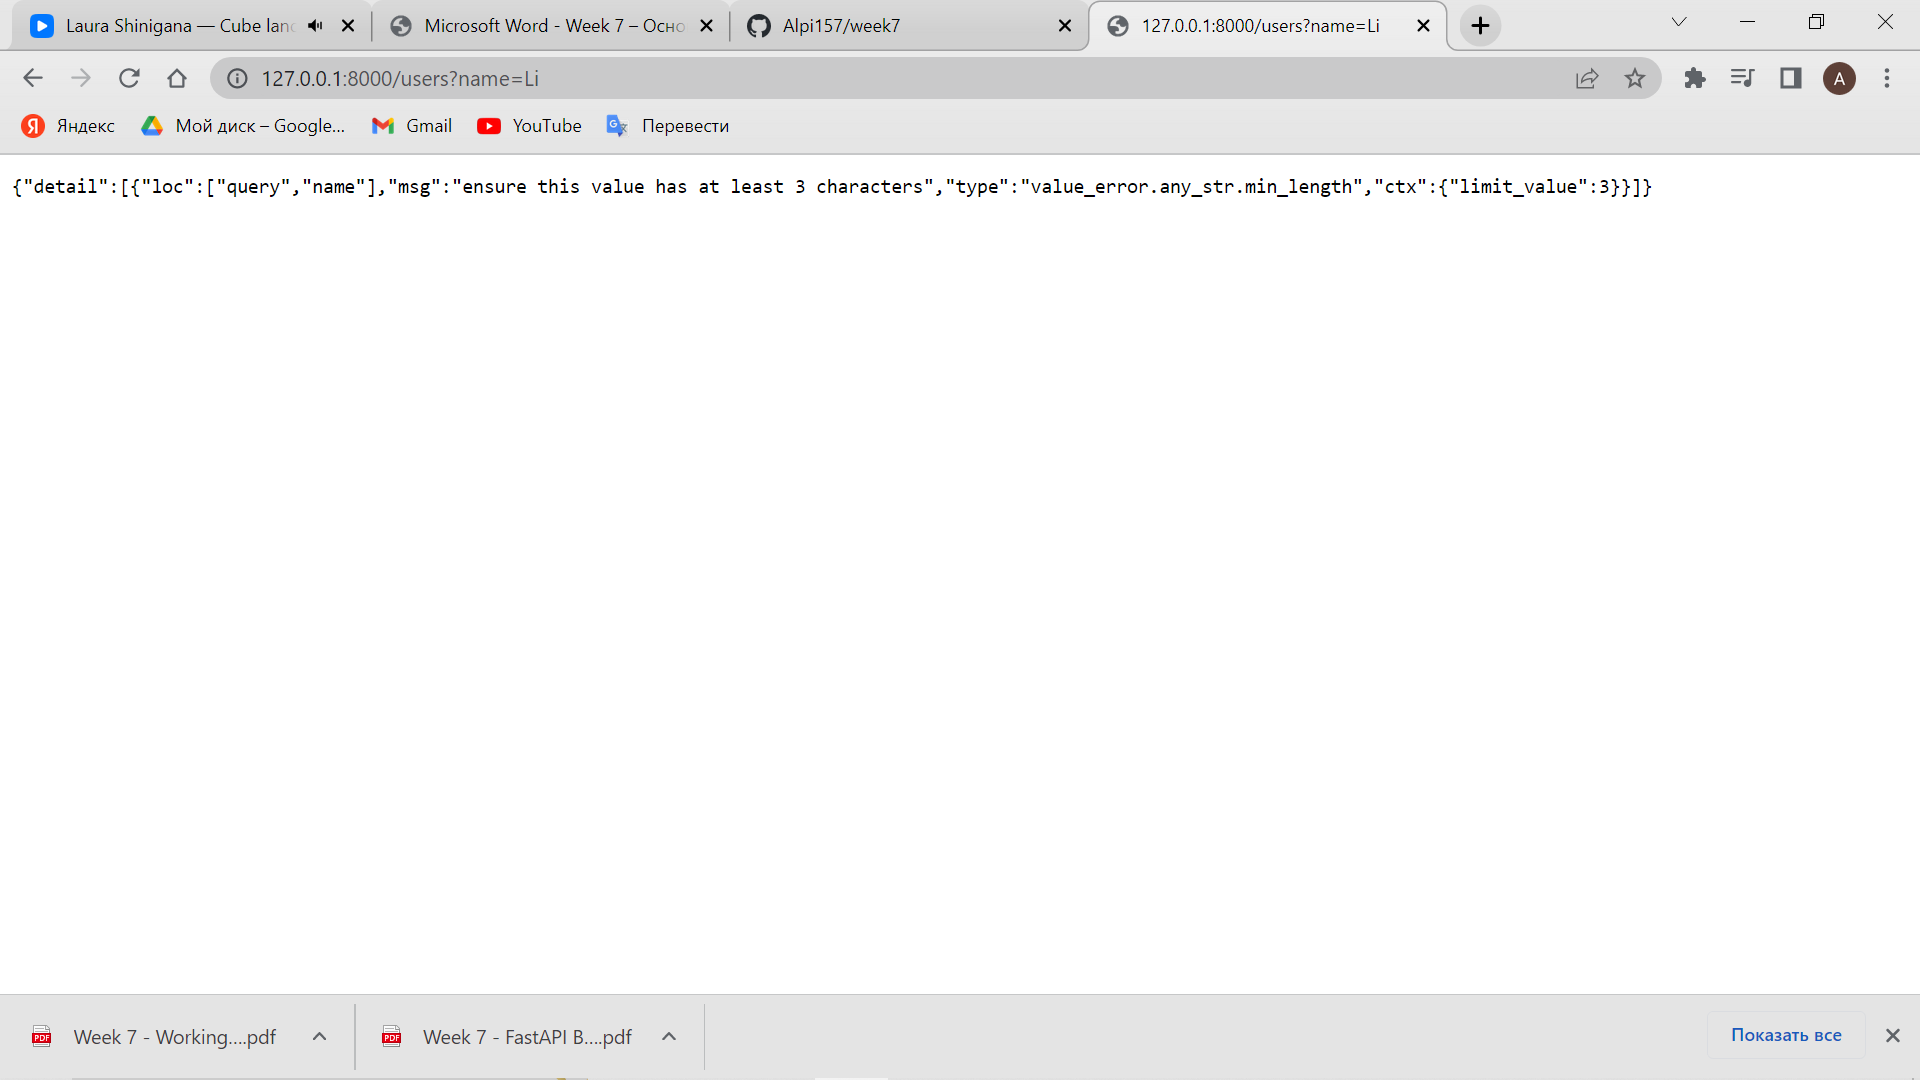 Laura Shinigana — Cube lanc
Microsoft Word - Week 7 – Осно
Alpi157/week7
127.0.0.1:8000/users?name=Li
127.0.0.1:8000/users?name=Li
A
Яндекс
Мой диск – Google...
Gmail
YouTube
Перевести
{"detail":[{"loc":["query","name"],"msg":"ensure this value has at least 3 characters","type":"value_error.any_str.min_length","ctx":{"limit_value":3}}]}
Week 7 - Working....pdf
Week 7 - FastAPI B....pdf
Показать все